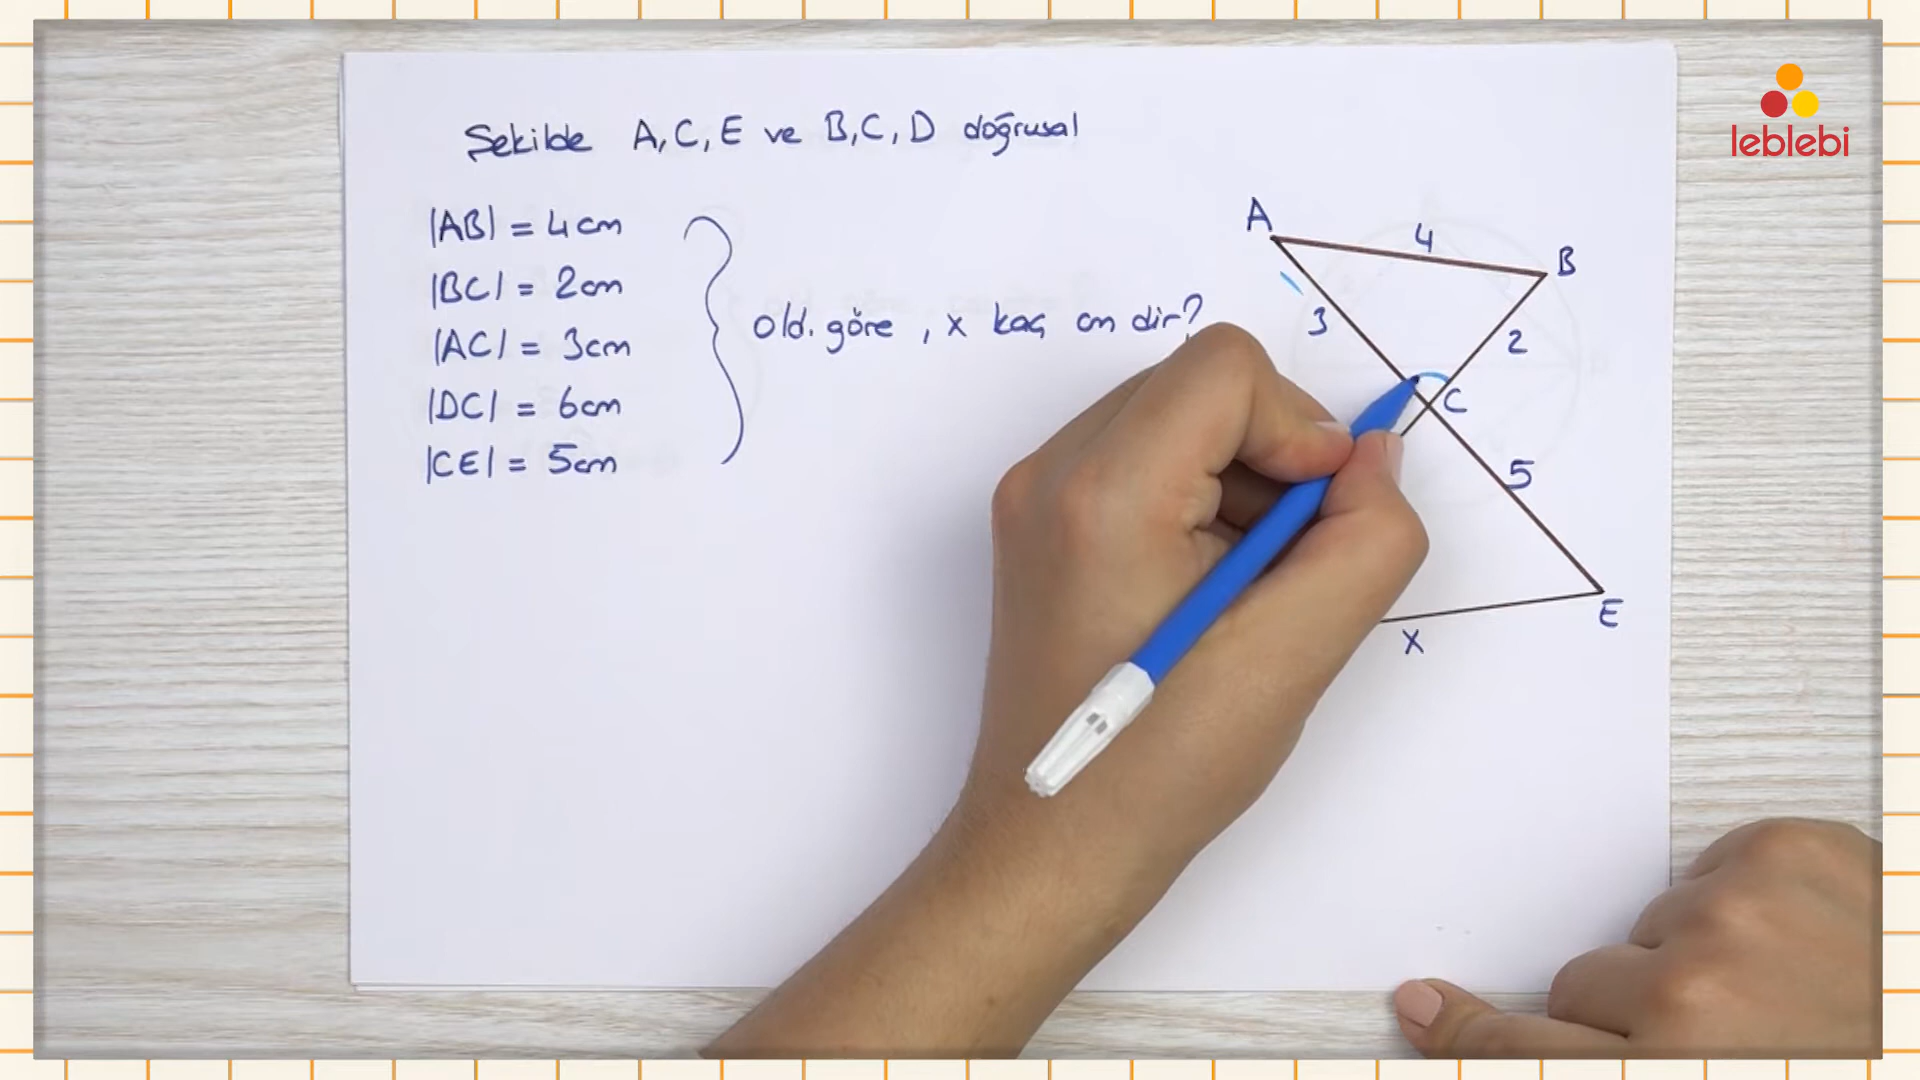 Şekilde A, C, E ve B, C, D doğrusal
|AB| = 4cm
|BC| = 2cm
|AC| = 3cm
|DC| = 6cm
|CE| = 5cm
old. göre, x kaç cm dir?
A
4
B
3
2
C
5
E
x
leblebi